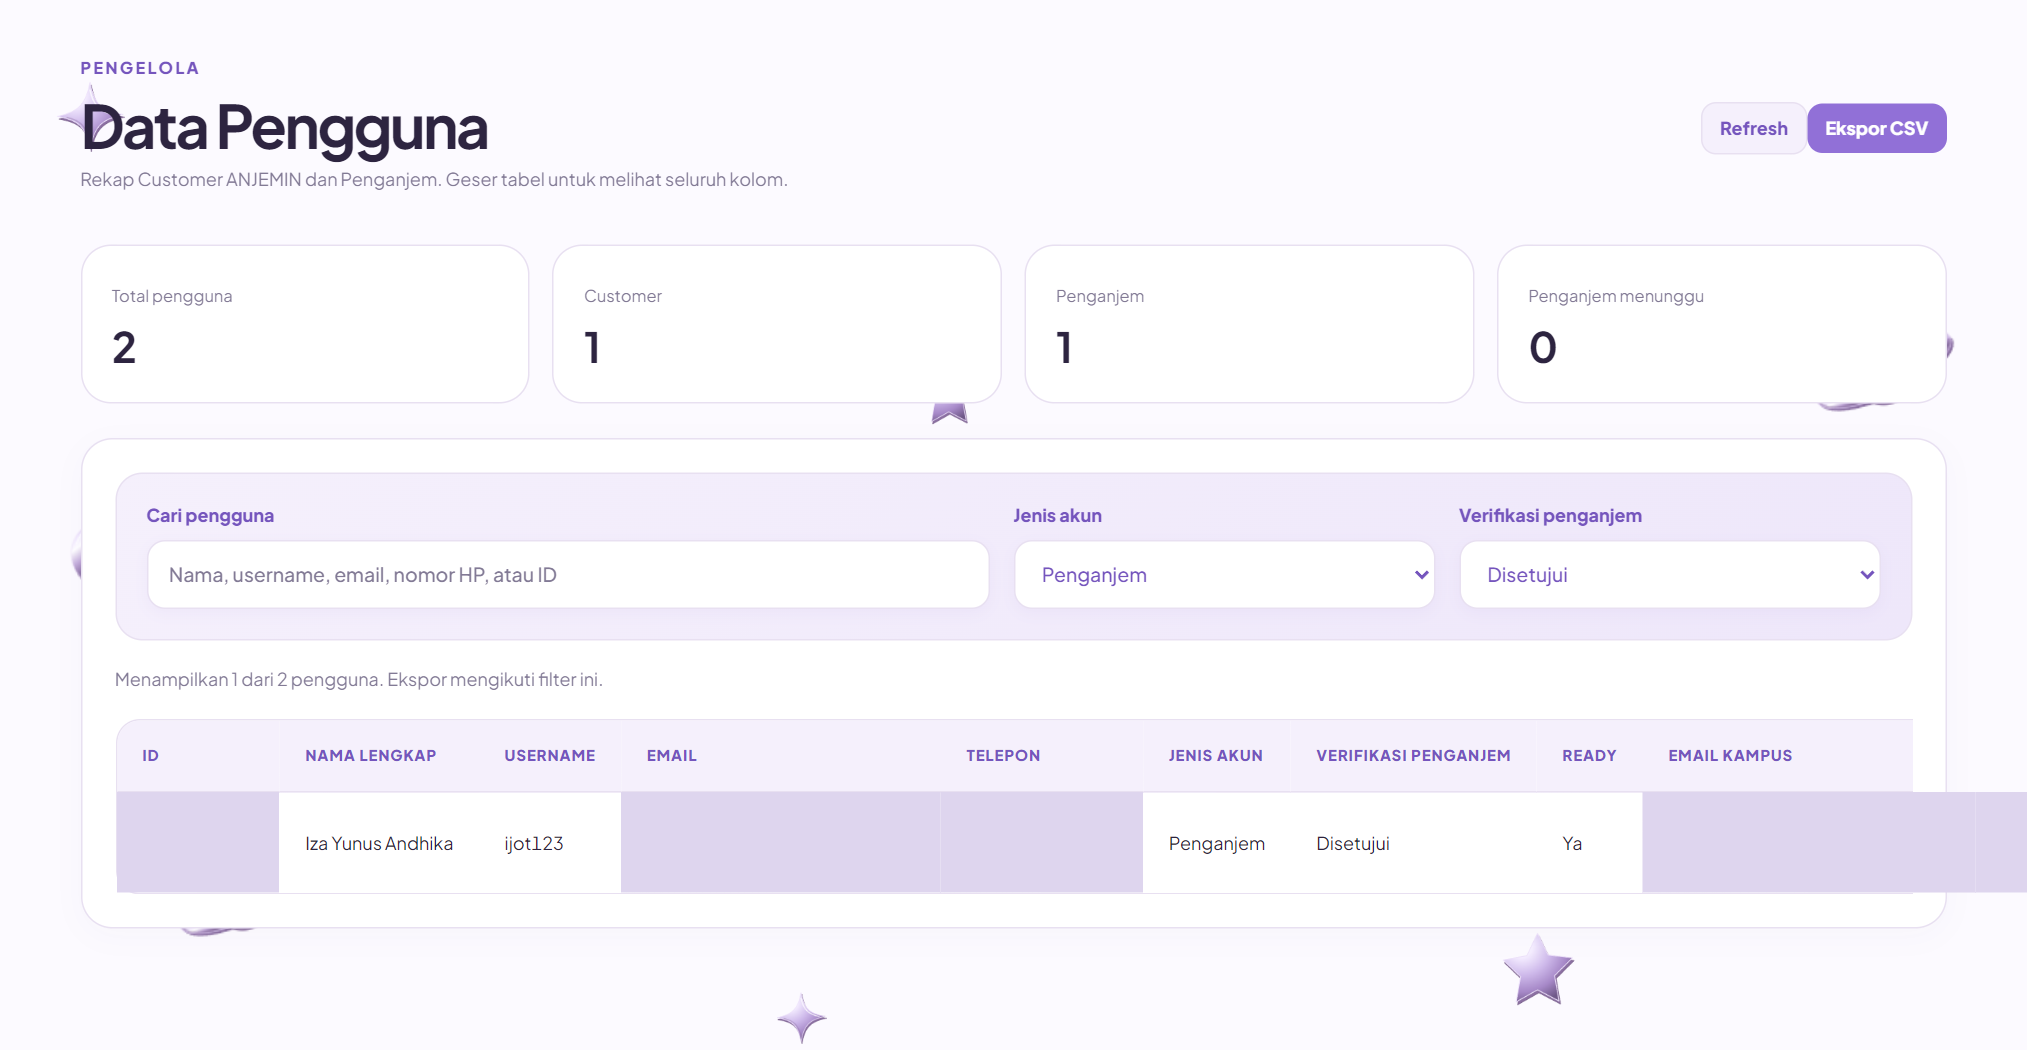 PENGELOLA
Data Pengguna
Refresh
Ekspor CSV
Rekap Customer ANJEMIN dan Penganjem. Geser tabel untuk melihat seluruh kolom.
Total pengguna
2
Customer
1
Penganjem
1
Penganjem menunggu
0
Cari pengguna
Nama, username, email, nomor HP, atau ID
Jenis akun
Penganjem
Verifikasi penganjem
Disetujui
Menampilkan 1 dari 2 pengguna. Ekspor mengikuti filter ini.
ID NAMA LENGKAP USERNAME EMAIL TELEPON JENIS AKUN VERIFIKASI PENGANJEM READY EMAIL KAMPUS
Iza Yunus Andhika ijot123 Penganjem Disetujui Ya